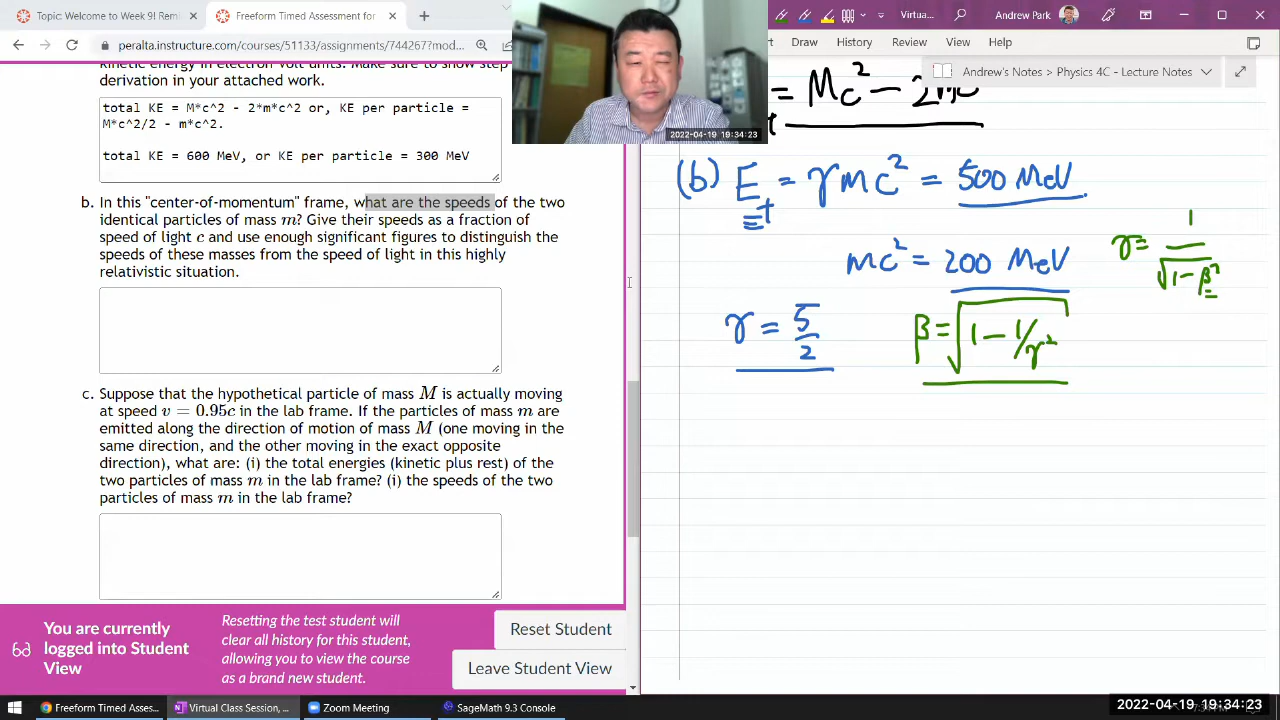 Topic: Welcome to Week 9! Rem
Freeform Timed Assessment for
Virtua...
Andrew Park
peralta.instructure.com/courses/51133/assignments/7442677mod...
Draw
History
Review
View
Help
Andrew's Notes » Physics 4C - Lecture Notes
kinetic energy in electron volt units. Make sure to show step
derivation in your attached work.
total KE = M*c^2 - 2*m*c^2 or, KE per particle =
M*c^2/2 - m*c^2.
total KE = 600 MeV, or KE per particle = 300 MeV
b. In this "center-of-momentum" frame, what are the speeds of the two
identical particles of mass m? Give their speeds as a fraction of
speed of light c and use enough significant figures to distinguish the
speeds of these masses from the speed of light in this highly
relativistic situation.
c. Suppose that the hypothetical particle of mass M is actually moving
at speed v = 0.95c in the lab frame. If the particles of mass m are
emitted along the direction of motion of mass M (one moving in the
same direction, and the other moving in the exact opposite
direction), what are: (i) the total energies (kinetic plus rest) of the
two particles of mass m in the lab frame? (i) the speeds of the two
particles of mass m in the lab frame?
You are currently
logged into Student
View
Resetting the test student will
clear all history for this student,
allowing you to view the course
as a brand new student.
Reset Student
Leave Student View
2022-04-19 19:34:23
= Mc² − 2mc²
(b) E = γmc² = 500 MeV
mc² = 200 MeV
γ = 1/√(1 − β²)
γ = 5/2
β = √(1 − 1/γ²)
Freeform Timed Asses...
Virtual Class Session, ...
Zoom Meeting
SageMath 9.3 Console
2022-04-19 19:34:23